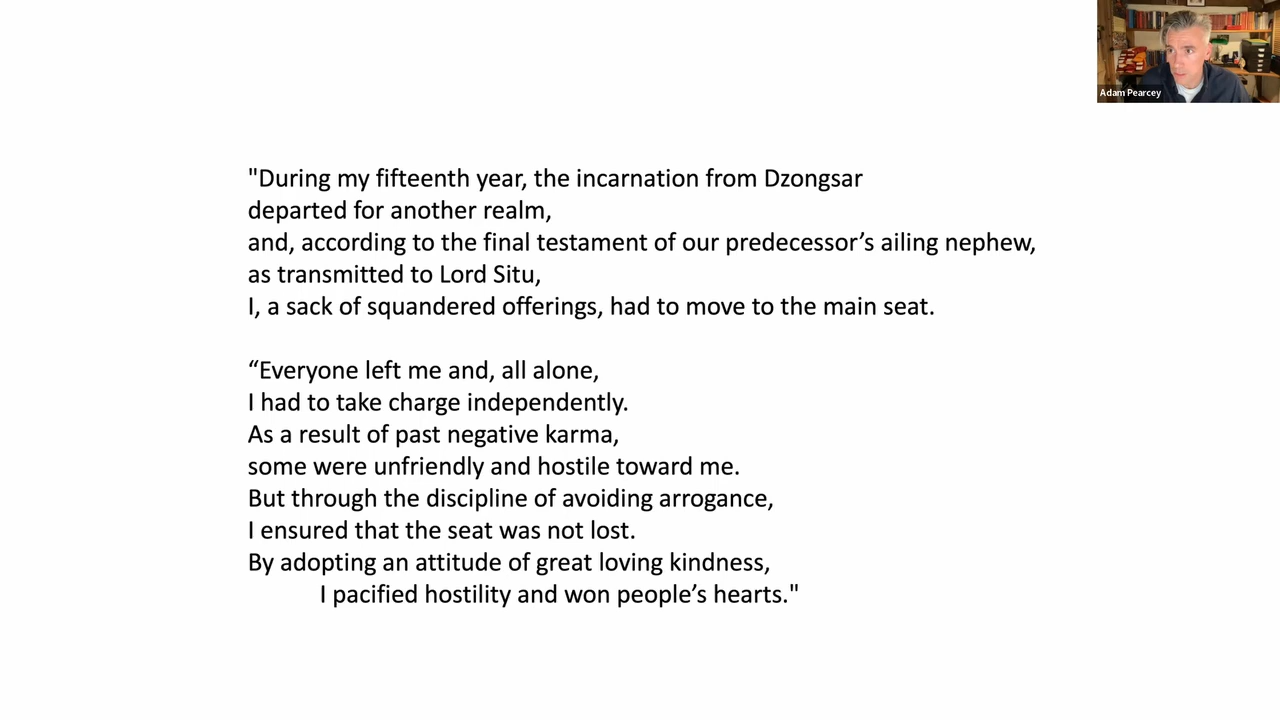 Adam Pearcey
"During my fifteenth year, the incarnation from Dzongsar
departed for another realm,
and, according to the final testament of our predecessor’s ailing nephew,
as transmitted to Lord Situ,
I, a sack of squandered offerings, had to move to the main seat.
“Everyone left me and, all alone,
I had to take charge independently.
As a result of past negative karma,
some were unfriendly and hostile toward me.
But through the discipline of avoiding arrogance,
I ensured that the seat was not lost.
By adopting an attitude of great loving kindness,
I pacified hostility and won people’s hearts."